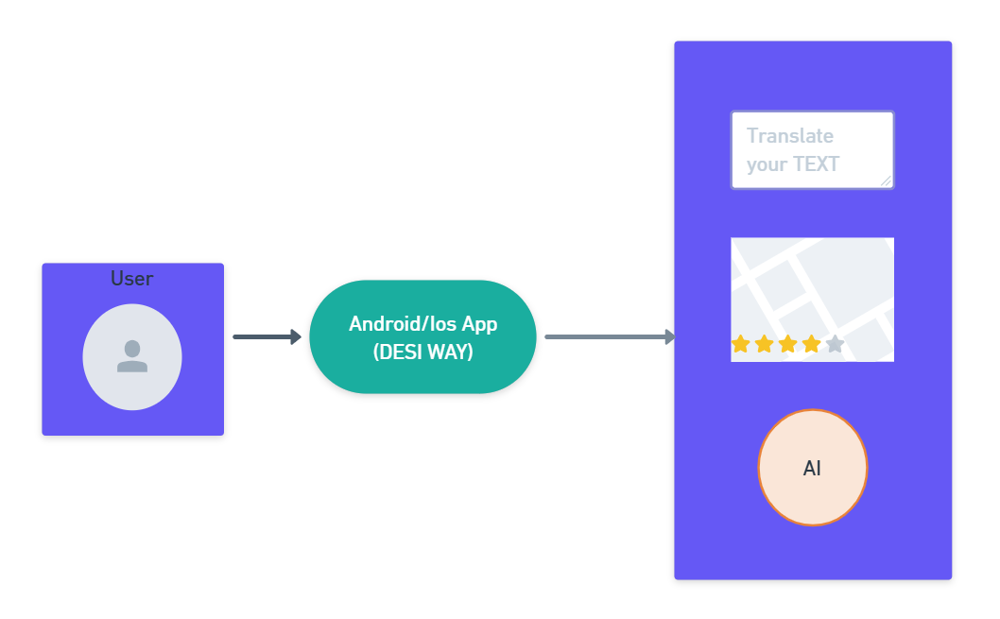 User
Android/Ios App
(DESI WAY)
Translate
your TEXT
AI